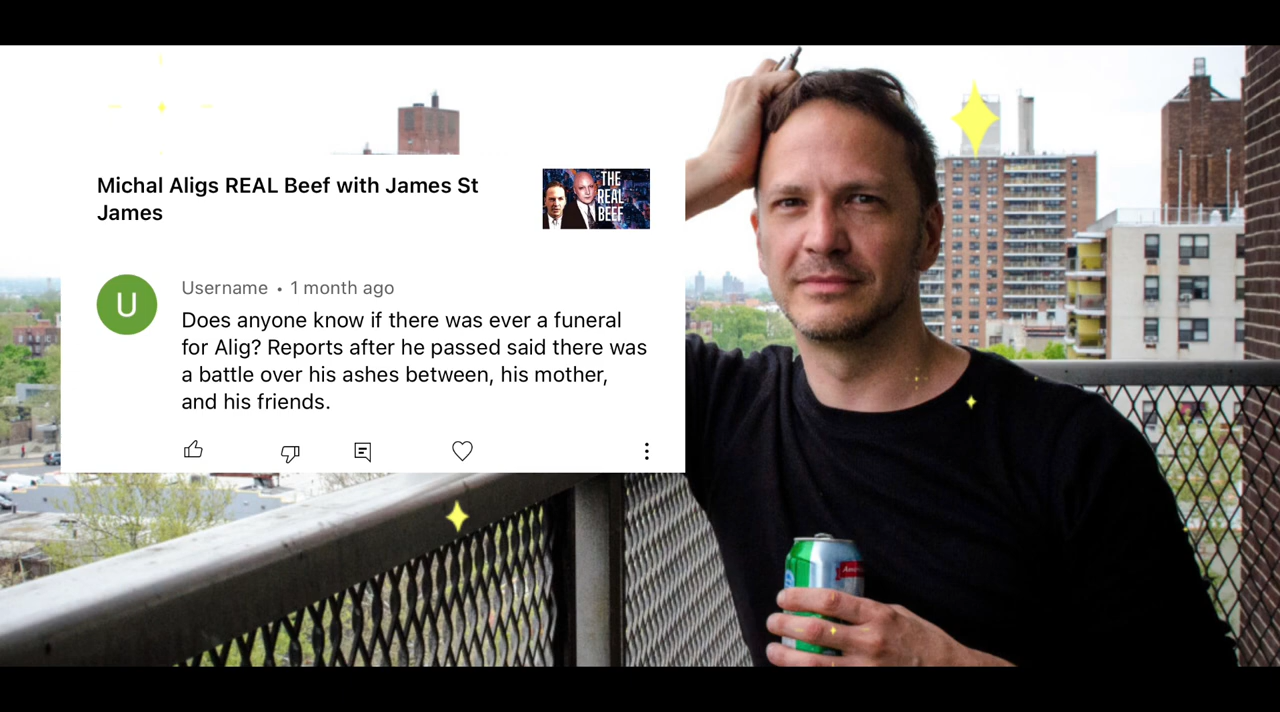 Michal Aligs REAL Beef with James St
James
THE
REAL
BEEF
U
Username • 1 month ago
Does anyone know if there was ever a funeral
for Alig? Reports after he passed said there was
a battle over his ashes between, his mother,
and his friends.